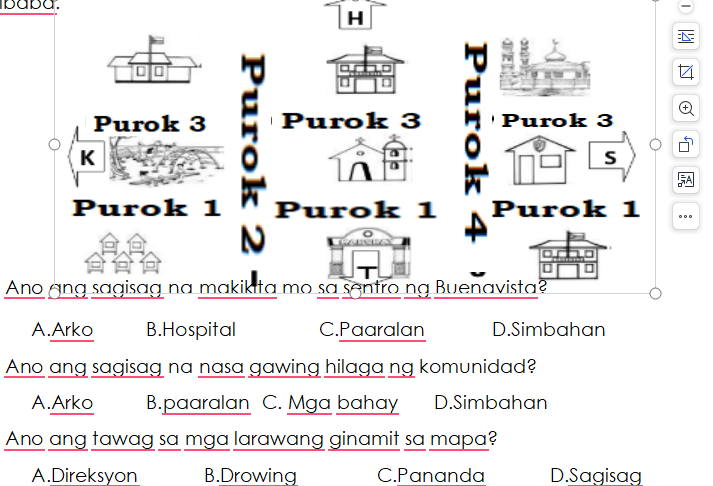 ibaba.
H
Purok 3 Purok 3 Purok 3
Purok 2
Purok 4
K S
Purok 1 Purok 1 Purok 1
T
Ano ang sagisag na makikita mo sa sentro ng Buenavista?
A.Arko B.Hospital C.Paaralan D.Simbahan
Ano ang sagisag na nasa gawing hilaga ng komunidad?
A.Arko B.paaralan C. Mga bahay D.Simbahan
Ano ang tawag sa mga larawang ginamit sa mapa?
A.Direksyon B.Drowing C.Pananda D.Sagisag